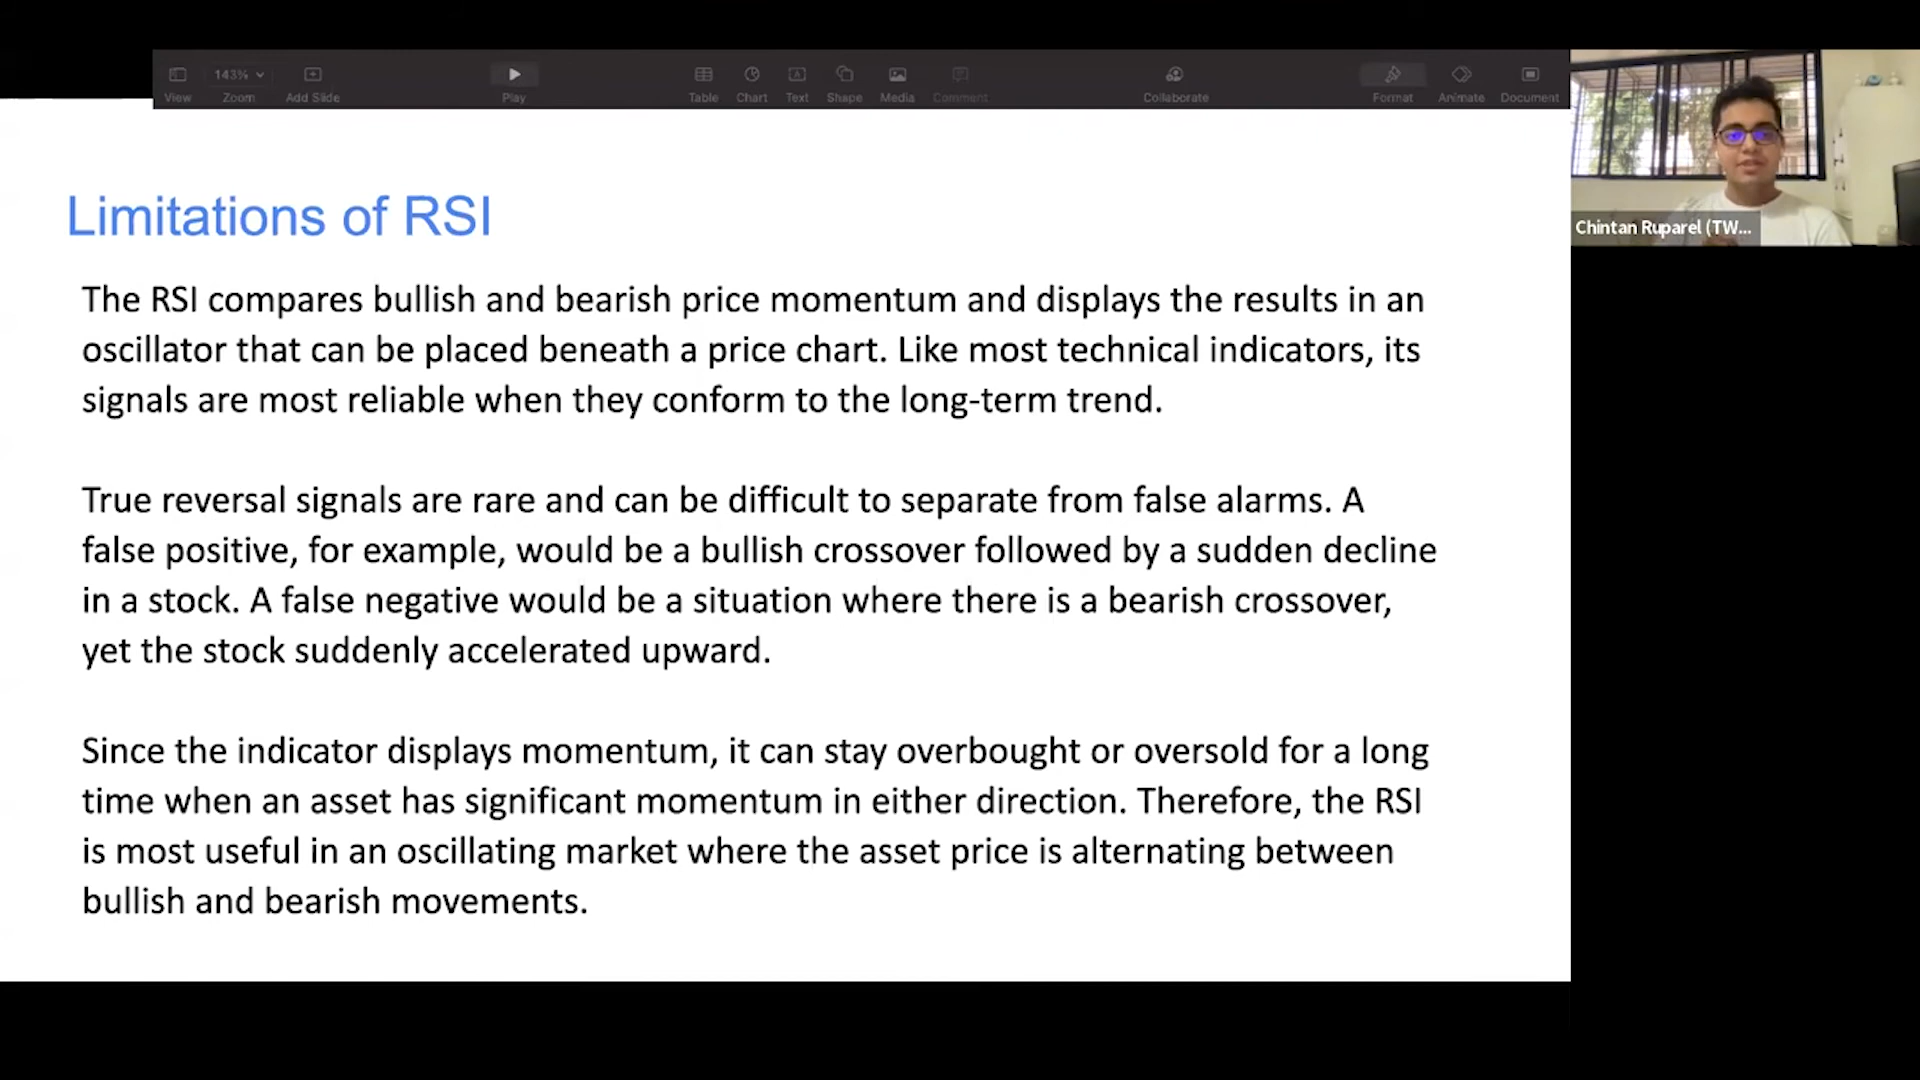 143%
View
Zoom
Add Slide
Play
Table
Chart
Text
Shape
Media
Comment
Collaborate
Format
Animate
Document
Chintan Ruparel (TW...
Limitations of RSI
The RSI compares bullish and bearish price momentum and displays the results in an
oscillator that can be placed beneath a price chart. Like most technical indicators, its
signals are most reliable when they conform to the long-term trend.
True reversal signals are rare and can be difficult to separate from false alarms. A
false positive, for example, would be a bullish crossover followed by a sudden decline
in a stock. A false negative would be a situation where there is a bearish crossover,
yet the stock suddenly accelerated upward.
Since the indicator displays momentum, it can stay overbought or oversold for a long
time when an asset has significant momentum in either direction. Therefore, the RSI
is most useful in an oscillating market where the asset price is alternating between
bullish and bearish movements.